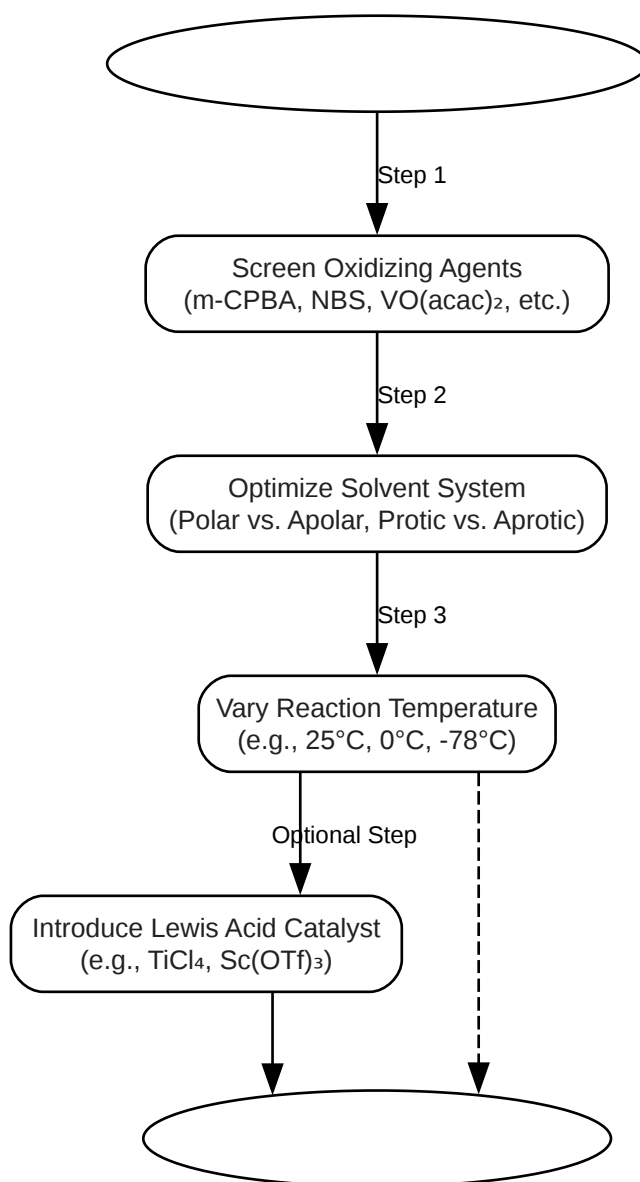 Step 1
Screen Oxidizing Agents
(m-CPBA, NBS, VO(acac)₂, etc.)
Step 2
Optimize Solvent System
(Polar vs. Apolar, Protic vs. Aprotic)
Step 3
Vary Reaction Temperature
(e.g., 25°C, 0°C, -78°C)
Optional Step
Introduce Lewis Acid Catalyst
(e.g., TiCl₄, Sc(OTf)₃)